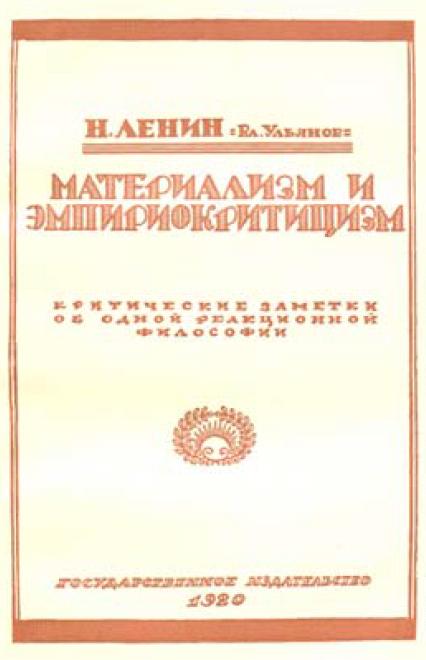 Н. ЛЕНИН =Вл. Ульянов=
МАТЕРИАЛИЗМ И
ЭМПИРИОКРИТИЦИЗМ
КРИТИЧЕСКИЕ ЗАМЕТКИ
ОБ ОДНОЙ РЕАКЦИОННОЙ
ФИЛОСОФИИ
ГОСУДАРСТВЕННОЕ ИЗДАТЕЛЬСТВО
1920